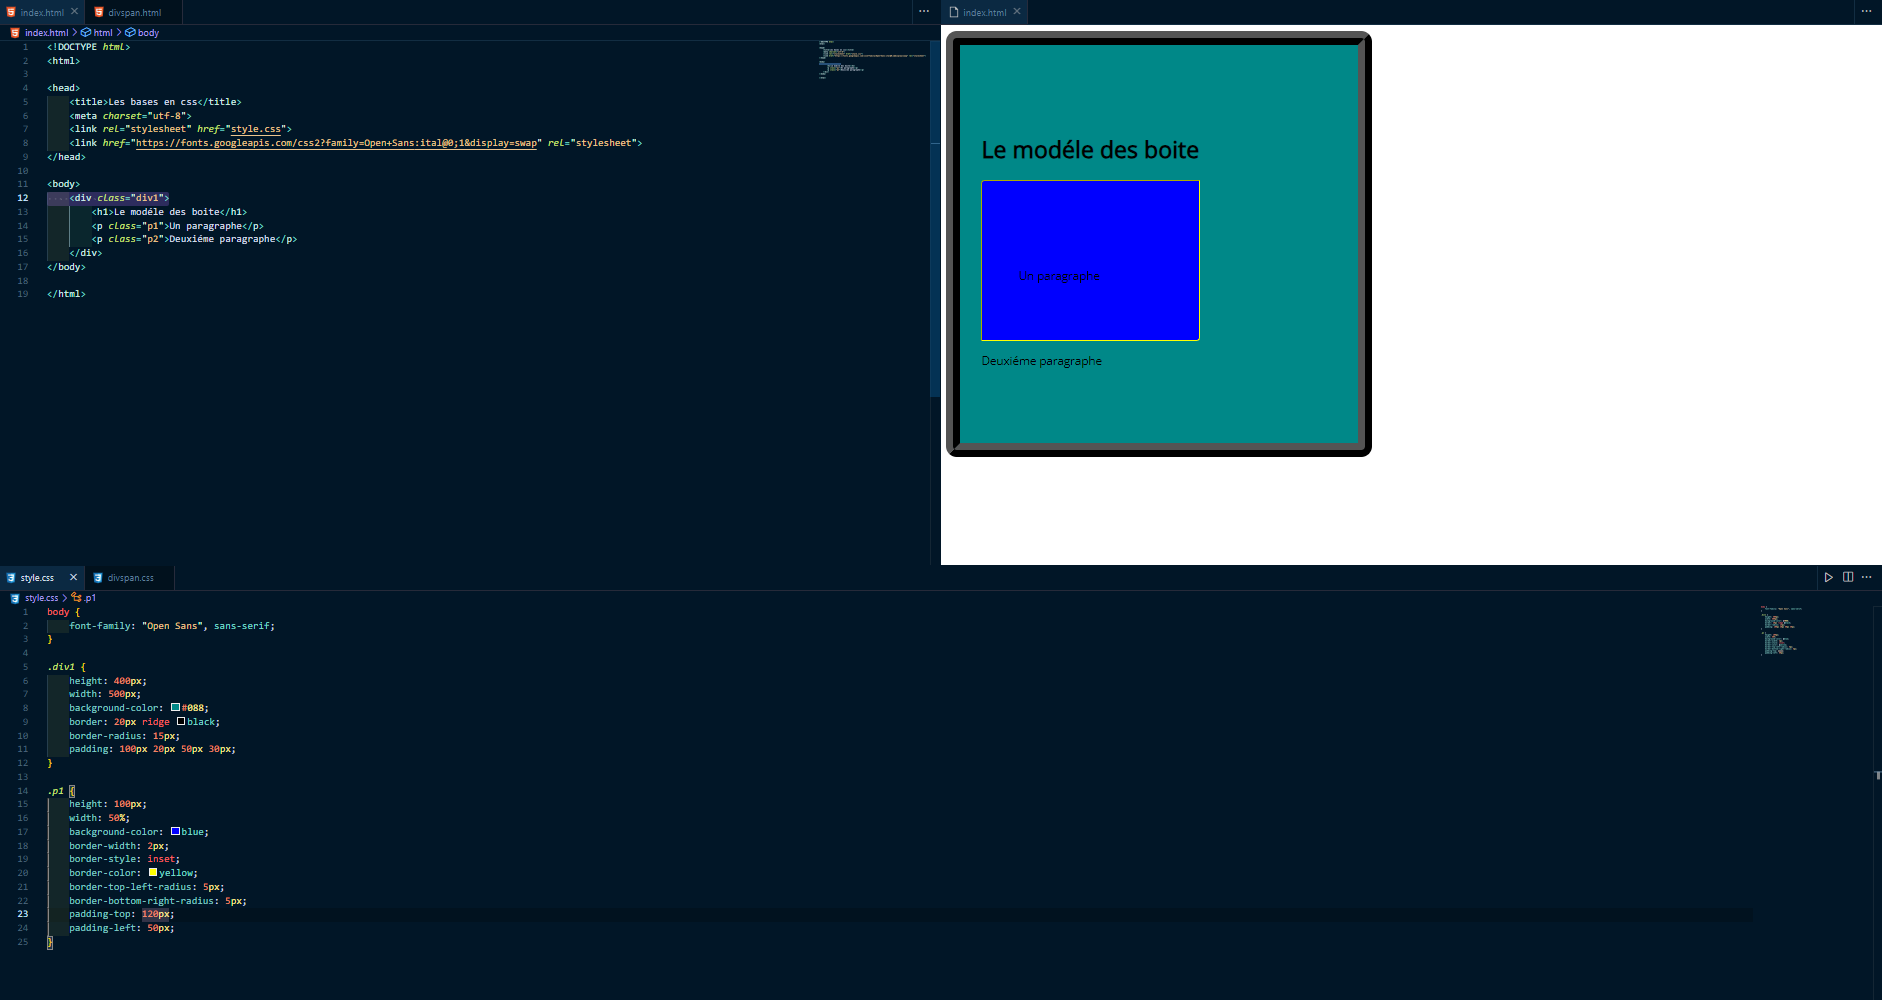 index.html
divspan.html
index.html > html > body
1 <!DOCTYPE html>
2 <html>
3
4 <head>
5 <title>Les bases en css</title>
6 <meta charset="utf-8">
7 <link rel="stylesheet" href="style.css">
8 <link href="https://fonts.googleapis.com/css2?family=Open+Sans:ital@0;1&display=swap" rel="stylesheet">
9 </head>
10
11 <body>
12 <div class="div1">
13 <h1>Le modéle des boite</h1>
14 <p class="p1">Un paragraphe</p>
15 <p class="p2">Deuxiéme paragraphe</p>
16 </div>
17 </body>
18
19 </html>
index.html
Le modéle des boite
Un paragraphe
Deuxiéme paragraphe
style.css
divspan.css
style.css > .p1
1 body {
2 font-family: "Open Sans", sans-serif;
3 }
4
5 .div1 {
6 height: 400px;
7 width: 500px;
8 background-color: #088;
9 border: 20px ridge black;
10 border-radius: 15px;
11 padding: 100px 20px 50px 30px;
12 }
13
14 .p1 {
15 height: 100px;
16 width: 50%;
17 background-color: blue;
18 border-width: 2px;
19 border-style: inset;
20 border-color: yellow;
21 border-top-left-radius: 5px;
22 border-bottom-right-radius: 5px;
23 padding-top: 120px;
24 padding-left: 50px;
25 }